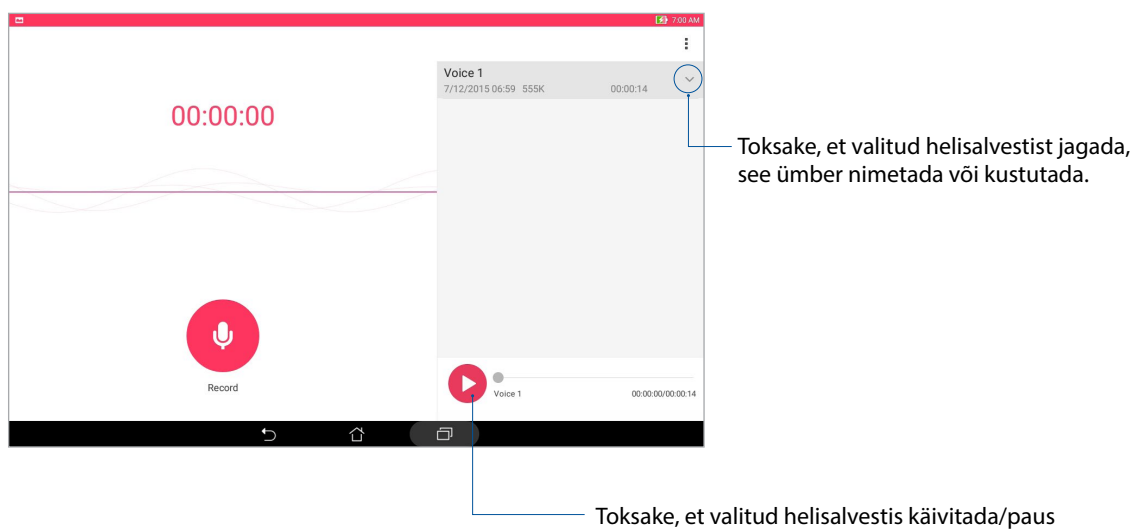 7:00 AM
Voice 1
7/12/2015 06:59 555K 00:00:14
00:00:00
Toksake, et valitud helisalvestist jagada,
see ümber nimetada või kustutada.
Record
Voice 1 00:00:00/00:00:14
Toksake, et valitud helisalvestis käivitada/paus